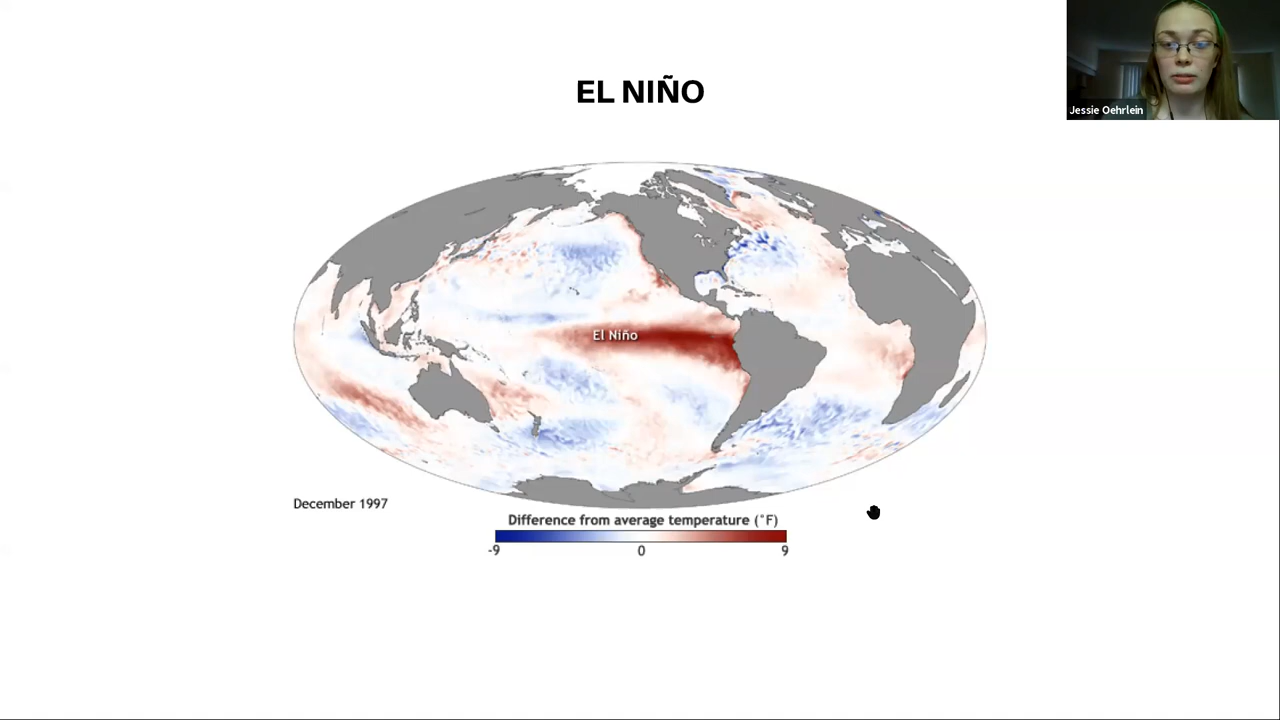 Jessie Oehrlein
EL NIÑO
El Niño
December 1997
Difference from average temperature (°F)
-9 0 9